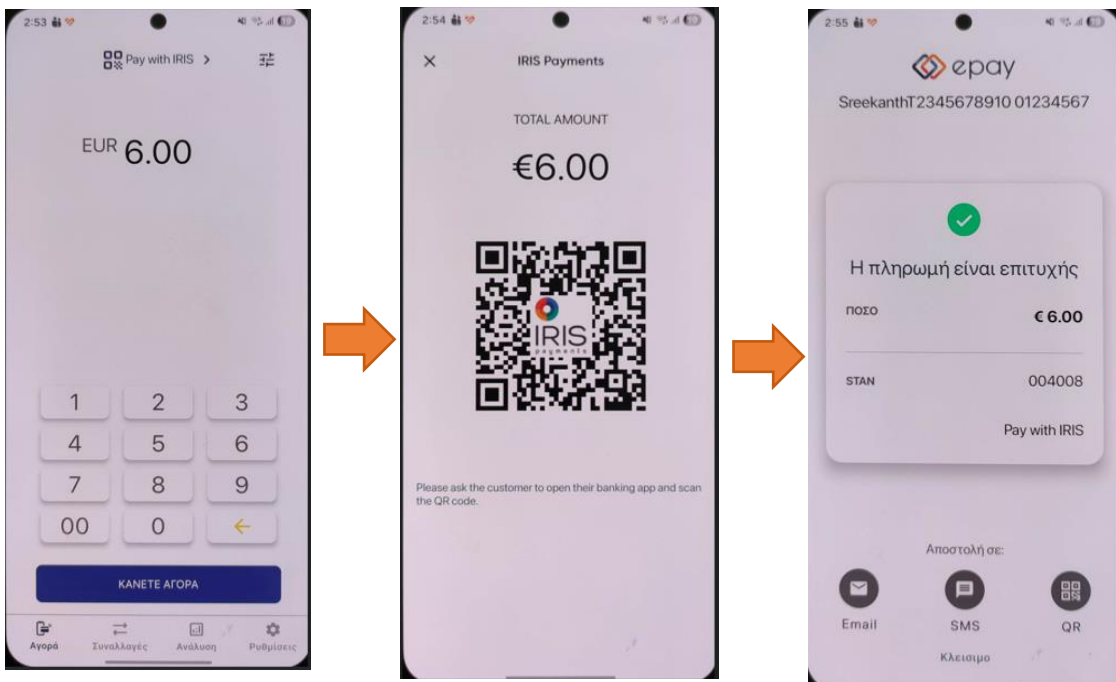 2:53
Pay with IRIS >
EUR 6.00
1 2 3
4 5 6
7 8 9
00 0
ΚΑΝΕΤΕ ΑΓΟΡΑ
Αγορά Συναλλαγές Ανάλυση Ρυθμίσεις
2:54
IRIS Payments
TOTAL AMOUNT
€6.00
IRIS
payments
Please ask the customer to open their banking app and scan
the QR code.
2:55
epay
SreekanthT2345678910 01234567
Η πληρωμή είναι επιτυχής
ΠΟΣΟ € 6.00
STAN 004008
Pay with IRIS
Αποστολή σε:
Email SMS QR
Κλεισιμο